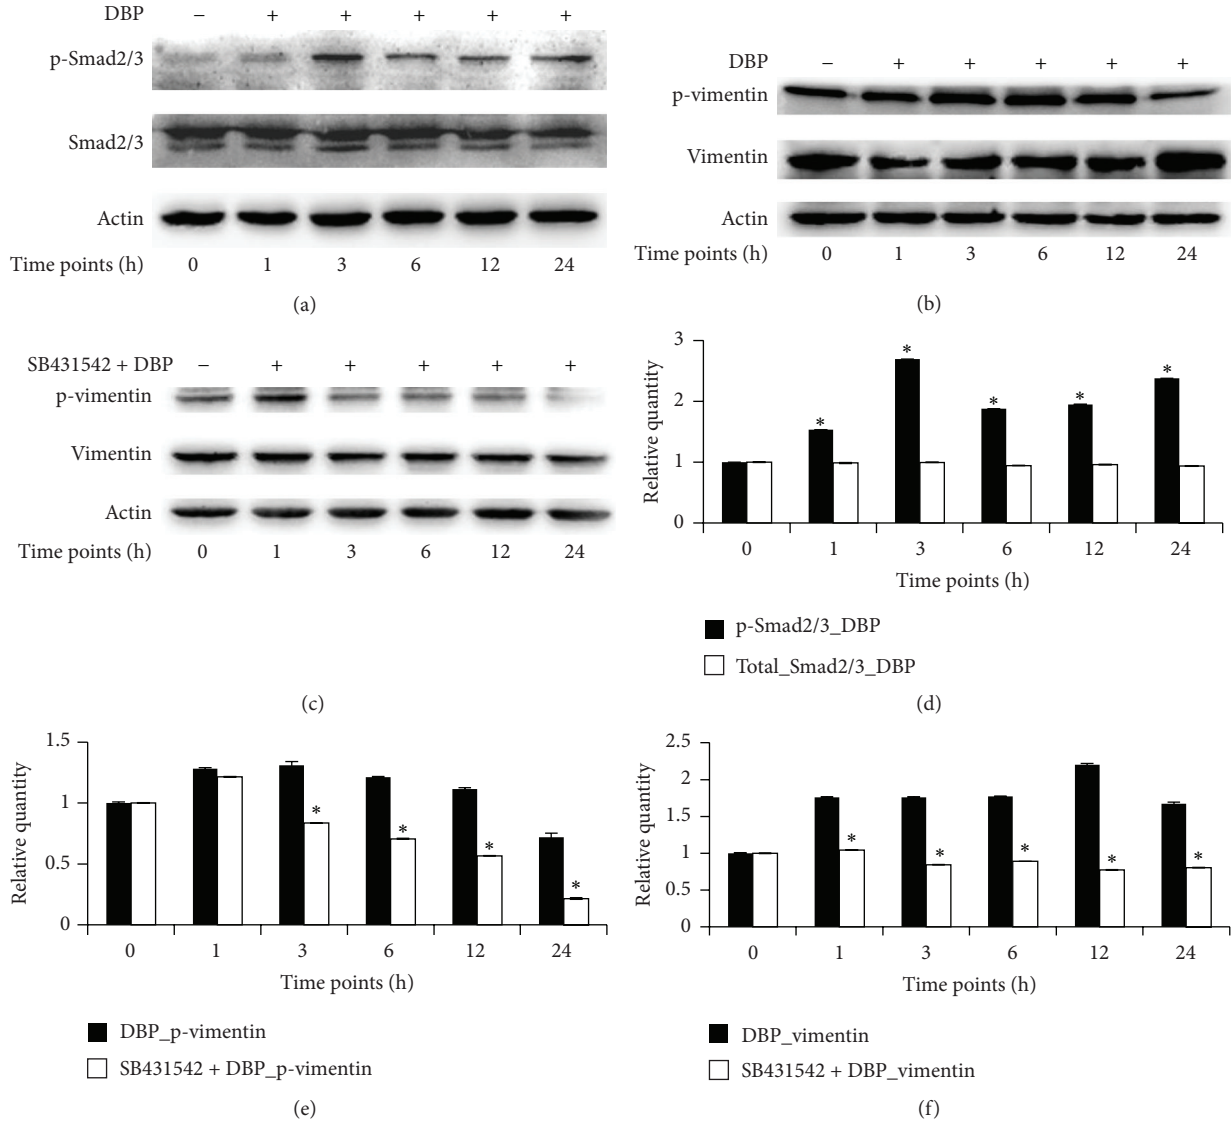 DBP − + + + + +
p-Smad2/3
Smad2/3
Actin
Time points (h) 0 1 3 6 12 24
(a)
DBP − + + + + +
p-vimentin
Vimentin
Actin
Time points (h) 0 1 3 6 12 24
(b)
SB431542 + DBP − + + + + +
p-vimentin
Vimentin
Actin
Time points (h) 0 1 3 6 12 24
(c)
3
2
1
0
Relative quantity
* * * * *
0 1 3 6 12 24
Time points (h)
p-Smad2/3_DBP
Total_Smad2/3_DBP
(d)
1.5
1
0.5
0
Relative quantity
* * * *
0 1 3 6 12 24
Time points (h)
DBP_p-vimentin
SB431542 + DBP_p-vimentin
(e)
2.5
2
1.5
1
0.5
0
Relative quantity
* * * * *
0 1 3 6 12 24
Time points (h)
DBP_vimentin
SB431542 + DBP_vimentin
(f)